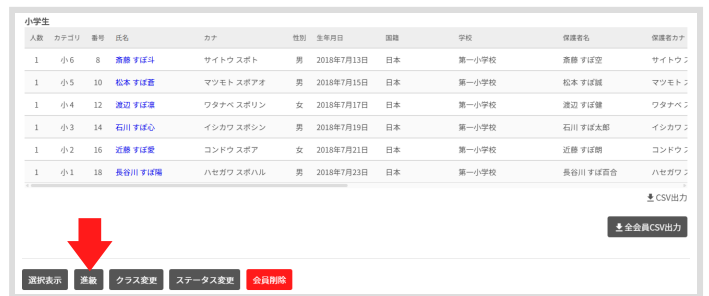 小学生
人数 カテゴリ 番号 氏名 カナ 性別 生年月日 国籍 学校 保護者名 保護者カナ
1 小6 8 斎藤 すぽ斗 サイトウ スポト 男 2018年7月13日 日本 第一小学校 斎藤 すぽ空 サイトウ ス
1 小5 10 松本 すぽ蒼 マツモト スポアオ 男 2018年7月15日 日本 第一小学校 松本 すぽ誠 マツモト ス
1 小4 12 渡辺 すぽ凛 ワタナベ スポリン 女 2018年7月17日 日本 第一小学校 渡辺 すぽ健 ワタナベ ス
1 小3 14 石川 すぽ心 イシカワ スポシン 男 2018年7月19日 日本 第一小学校 石川 すぽ太郎 イシカワ ス
1 小2 16 近藤 すぽ愛 コンドウ スポア 女 2018年7月21日 日本 第一小学校 近藤 すぽ朗 コンドウ ス
1 小1 18 長谷川 すぽ陽 ハセガワ スポハル 男 2018年7月23日 日本 第一小学校 長谷川 すぽ百合 ハセガワ ス
CSV出力
全会員CSV出力
選択表示 進級 クラス変更 ステータス変更 会員削除